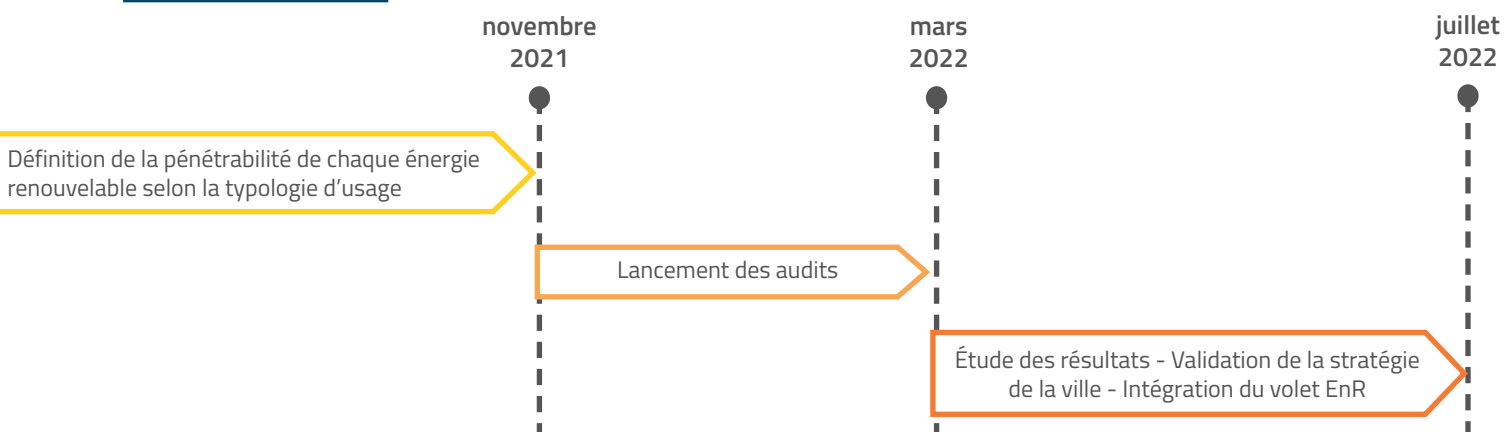 novembre
2021
mars
2022
juillet
2022
Définition de la pénétrabilité de chaque énergie
renouvelable selon la typologie d’usage
Lancement des audits
Étude des résultats - Validation de la stratégie
de la ville - Intégration du volet EnR